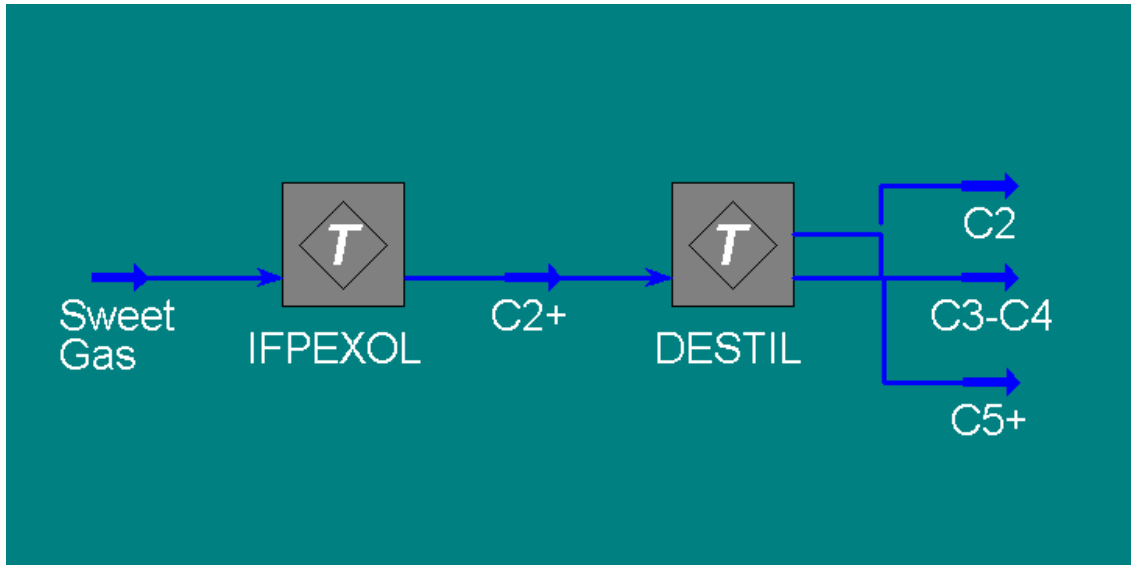 Sweet
Gas
T
IFPEXOL
C2+
T
DESTIL
C2
C3-C4
C5+